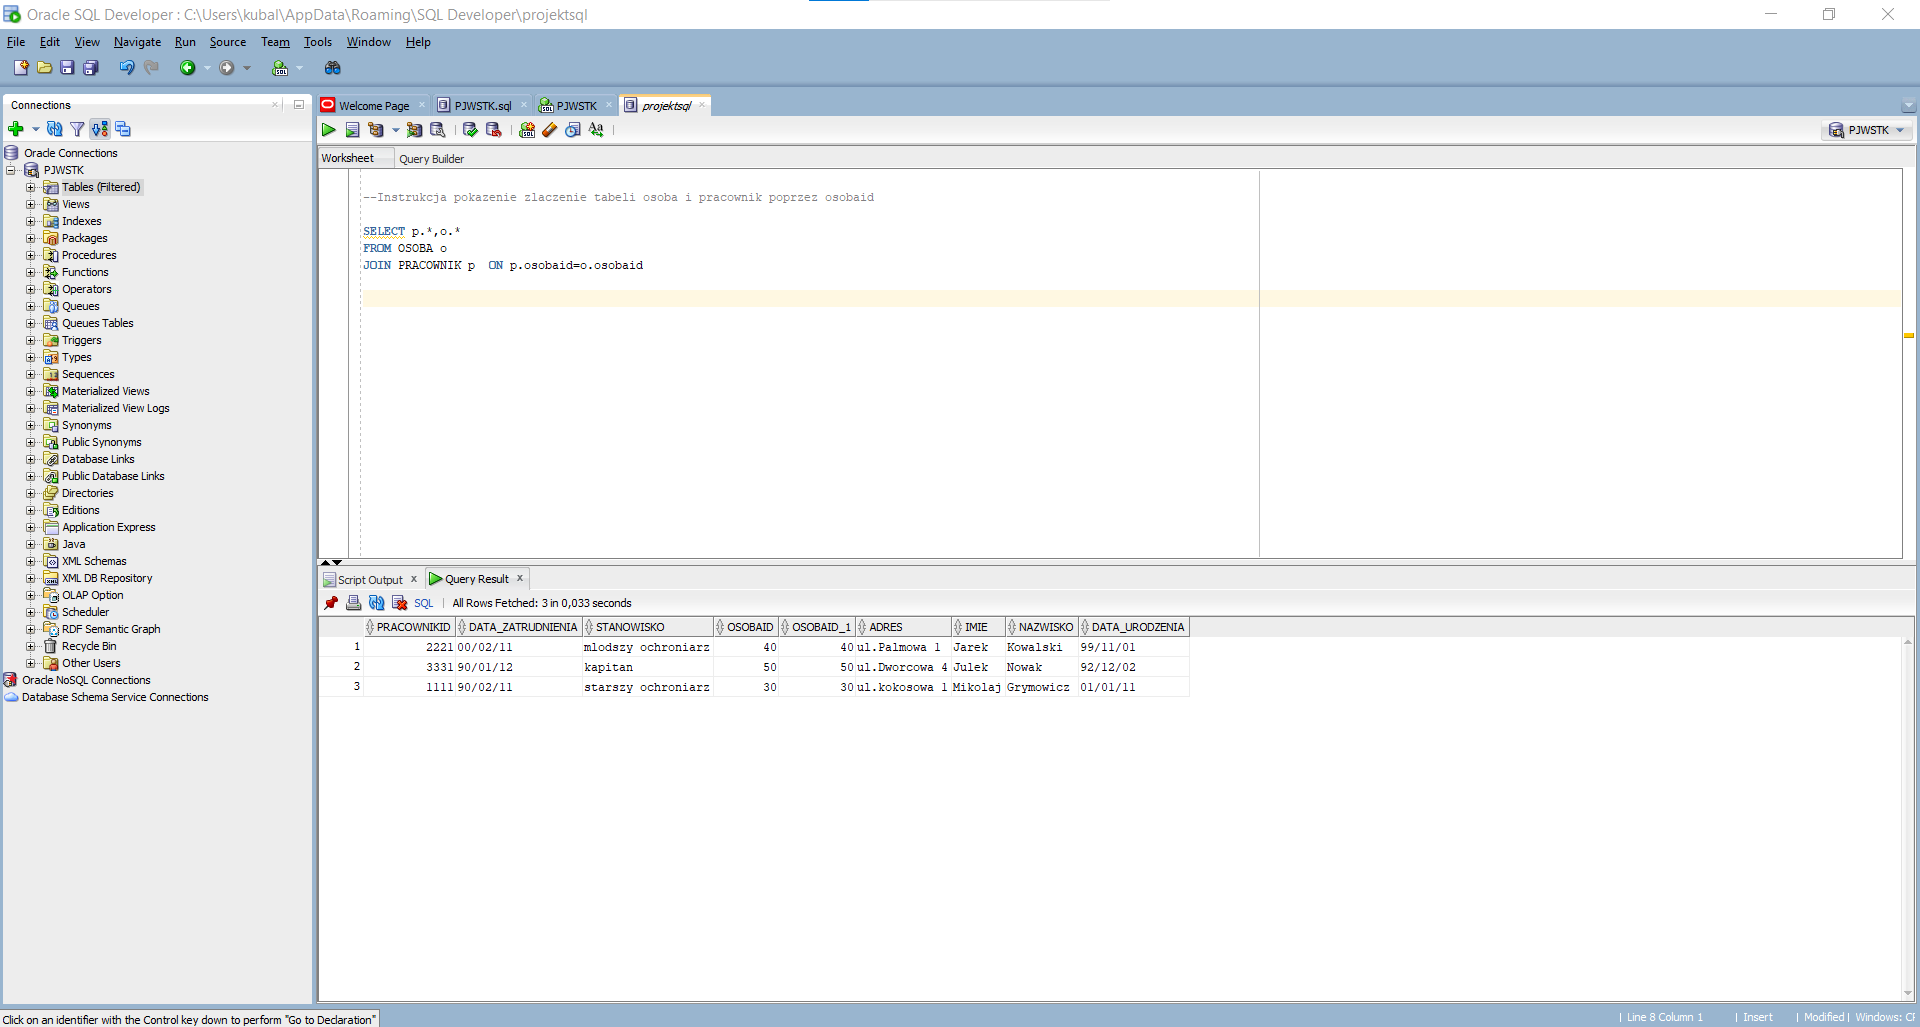 Oracle SQL Developer : C:\Users\kubal\AppData\Roaming\SQL Developer\projektsql
File Edit View Navigate Run Source Team Tools Window Help
Connections
Welcome Page PJWSTK.sql PJWSTK projektsql
PJWSTK
Worksheet Query Builder
Oracle Connections
PJWSTK
Tables (Filtered)
Views
Indexes
Packages
Procedures
Functions
Operators
Queues
Queues Tables
Triggers
Types
Sequences
Materialized Views
Materialized View Logs
Synonyms
Public Synonyms
Database Links
Public Database Links
Directories
Editions
Application Express
Java
XML Schemas
XML DB Repository
OLAP Option
Scheduler
RDF Semantic Graph
Recycle Bin
Other Users
Oracle NoSQL Connections
Database Schema Service Connections
--Instrukcja pokazenie zlaczenie tabeli osoba i pracownik poprzez osobaid
SELECT p.*,o.*
FROM OSOBA o
JOIN PRACOWNIK p  ON p.osobaid=o.osobaid
Script Output Query Result
SQL All Rows Fetched: 3 in 0,033 seconds
PRACOWNIKID DATA_ZATRUDNIENIA STANOWISKO OSOBAID OSOBAID_1 ADRES IMIE NAZWISKO DATA_URODZENIA
1 2221 00/02/11 mlodszy ochroniarz 40 40 ul.Palmowa 1 Jarek Kowalski 99/11/01
2 3331 90/01/12 kapitan 50 50 ul.Dworcowa 4 Julek Nowak 92/12/02
3 1111 90/02/11 starszy ochroniarz 30 30 ul.kokosowa 1 Mikolaj Grymowicz 01/01/11
Click on an identifier with the Control key down to perform "Go to Declaration"
Line 8 Column 1 Insert Modified Windows: